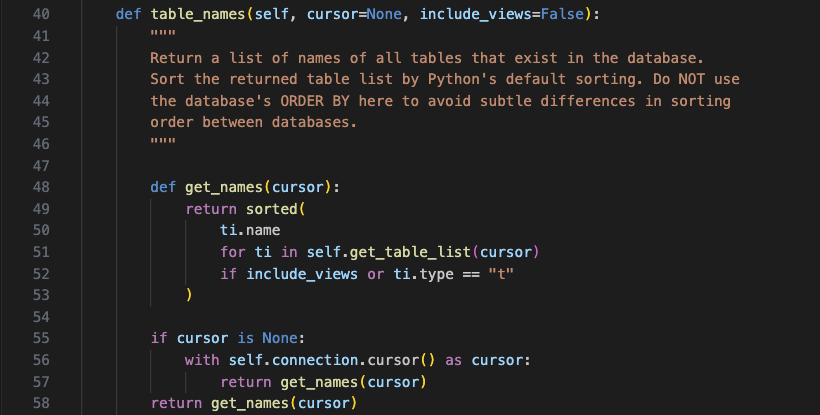 40 def table_names(self, cursor=None, include_views=False):
41 """
42 Return a list of names of all tables that exist in the database.
43 Sort the returned table list by Python's default sorting. Do NOT use
44 the database's ORDER BY here to avoid subtle differences in sorting
45 order between databases.
46 """
47
48 def get_names(cursor):
49 return sorted(
50 ti.name
51 for ti in self.get_table_list(cursor)
52 if include_views or ti.type == "t"
53 )
54
55 if cursor is None:
56 with self.connection.cursor() as cursor:
57 return get_names(cursor)
58 return get_names(cursor)